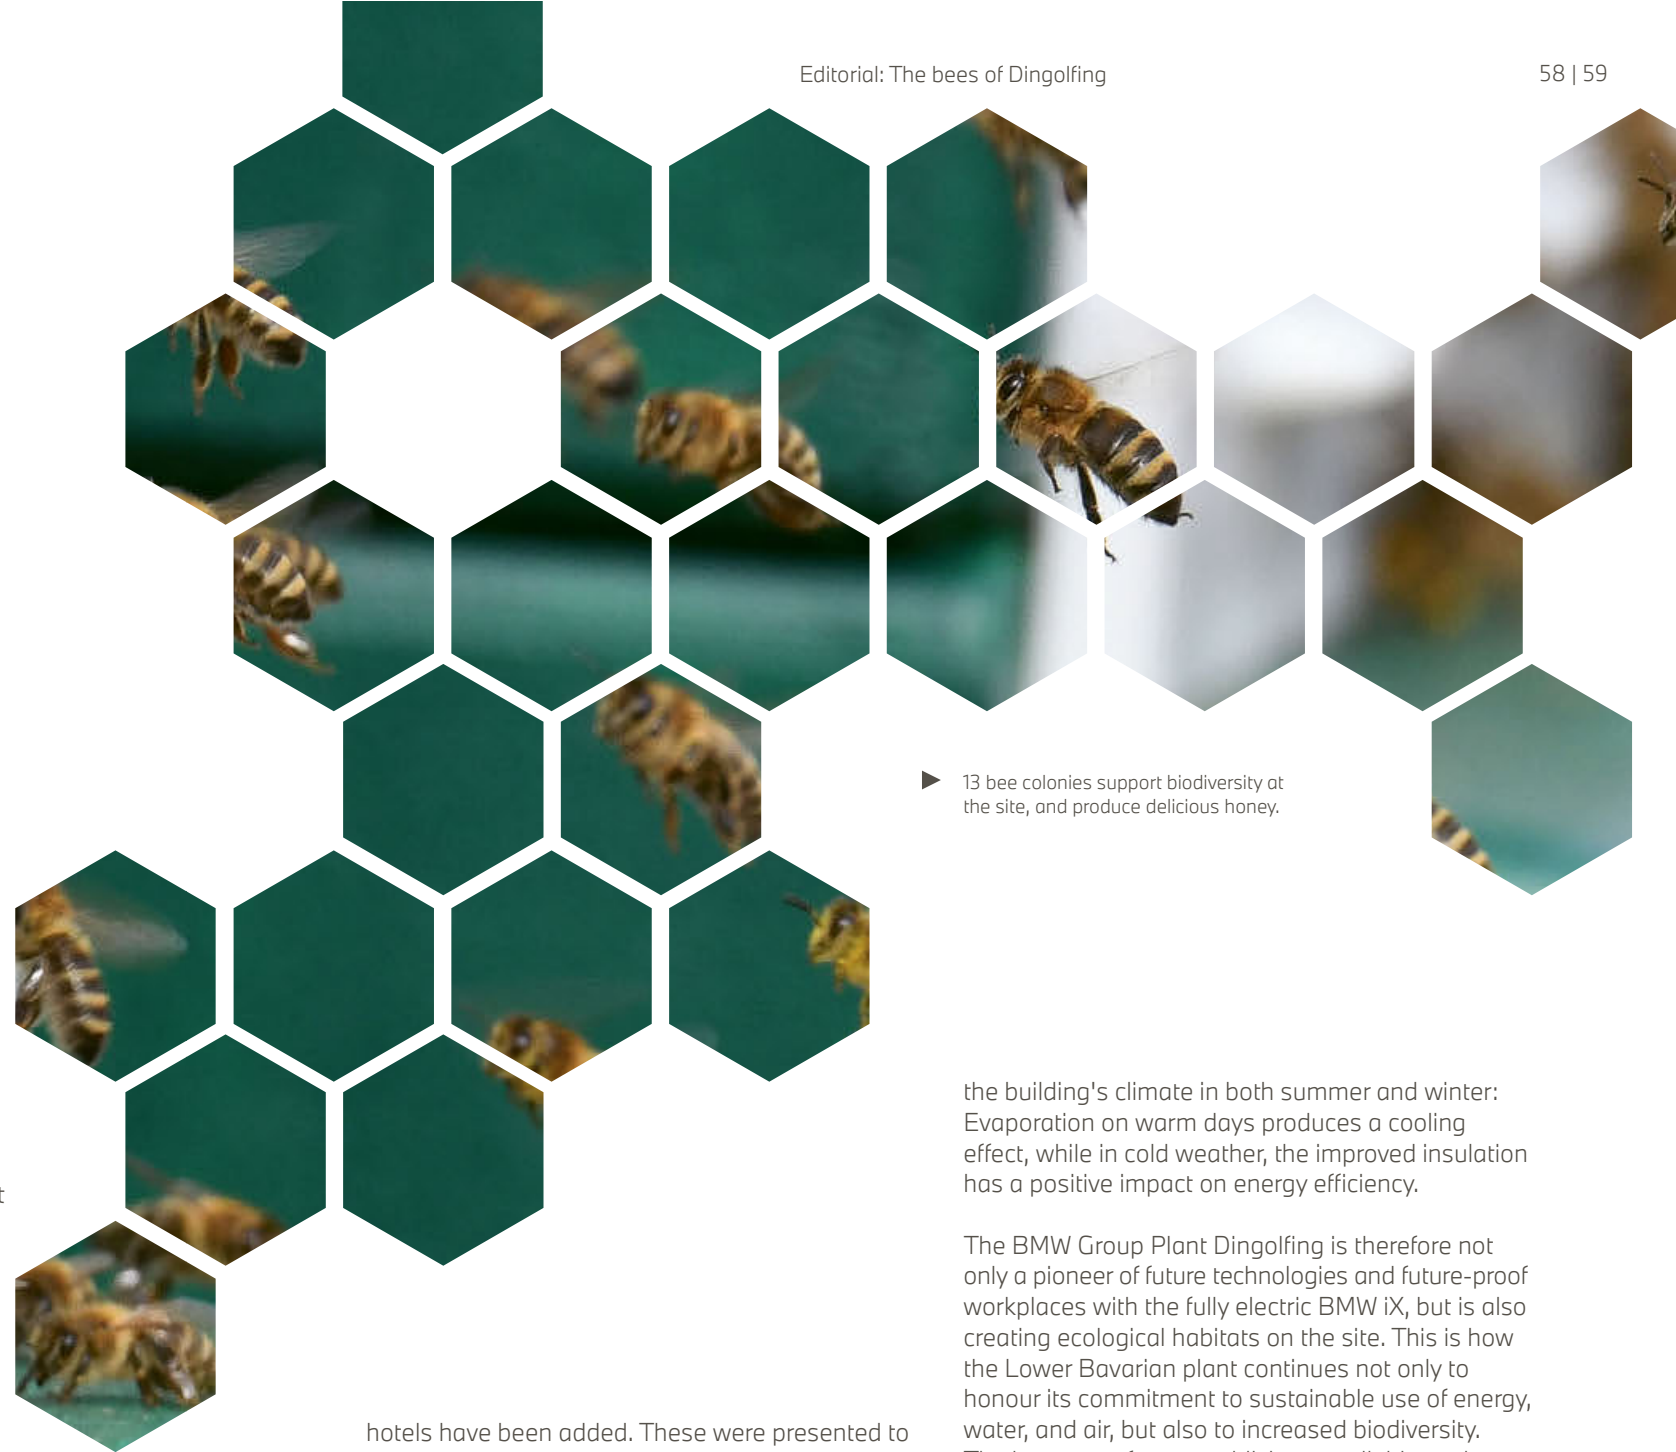 Editorial: The bees of Dingolfing
58 | 59
13 bee colonies support biodiversity at
the site, and produce delicious honey.
t
hotels have been added. These were presented to
the building's climate in both summer and winter:
Evaporation on warm days produces a cooling
effect, while in cold weather, the improved insulation
has a positive impact on energy efficiency.
The BMW Group Plant Dingolfing is therefore not
only a pioneer of future technologies and future-proof
workplaces with the fully electric BMW iX, but is also
creating ecological habitats on the site. This is how
the Lower Bavarian plant continues not only to
honour its commitment to sustainable use of energy,
water, and air, but also to increased biodiversity.